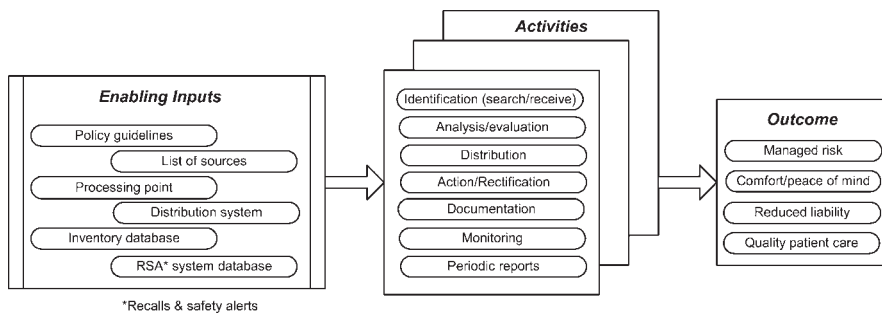 Enabling Inputs
Policy guidelines
List of sources
Processing point
Distribution system
Inventory database
RSA* system database
*Recalls & safety alerts
Activities
Identification (search/receive)
Analysis/evaluation
Distribution
Action/Rectification
Documentation
Monitoring
Periodic reports
Outcome
Managed risk
Comfort/peace of mind
Reduced liability
Quality patient care